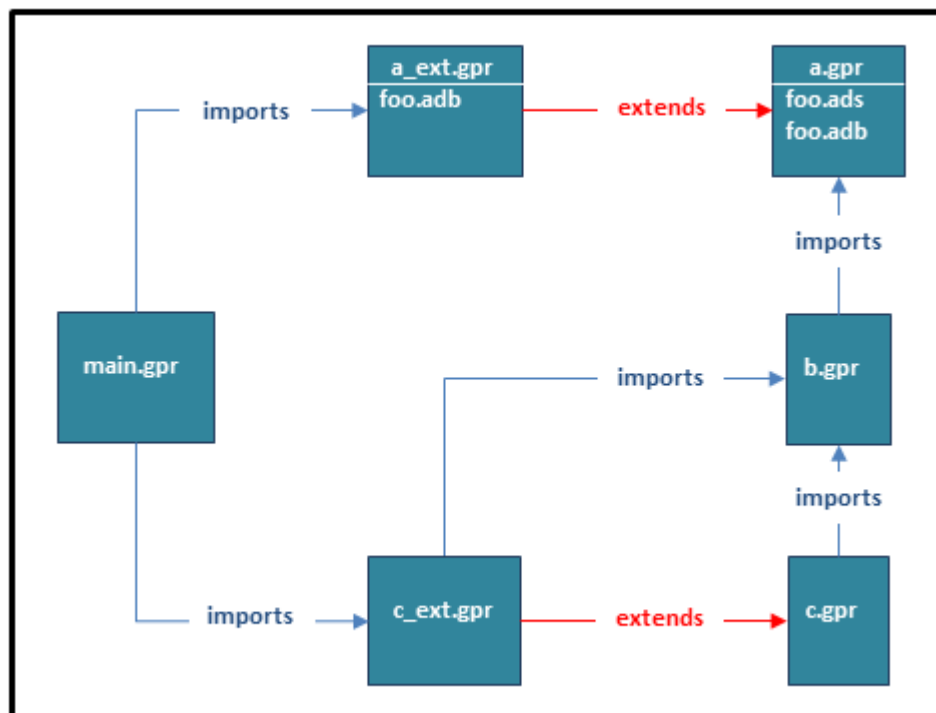 a_ext.gpr
foo.adb
imports
extends
a.gpr
foo.ads
foo.adb
imports
main.gpr
imports
b.gpr
imports
imports
c_ext.gpr
extends
c.gpr